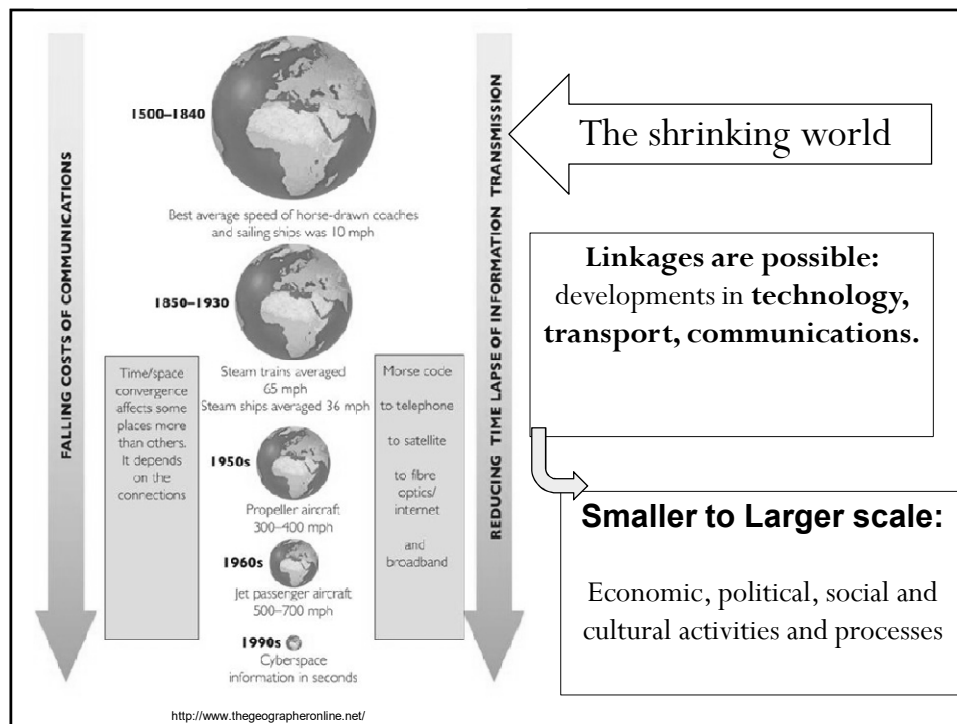 FALLING COSTS OF COMMUNICATIONS
1500–1840
Best average speed of horse-drawn coaches
and sailing ships was 10 mph
1850–1930
Steam trains averaged
65 mph
Steam ships averaged 36 mph
Time/space
convergence
affects some
places more
than others.
It depends
on the
connections
Morse code
to telephone
to satellite
to fibre
optics/
internet
and
broadband
1950s
Propeller aircraft
300–400 mph
1960s
Jet passenger aircraft
500–700 mph
1990s
Cyberspace
information in seconds
REDUCING TIME LAPSE OF INFORMATION TRANSMISSION
http://www.thegeographeronline.net/
The shrinking world
Linkages are possible:
developments in technology,
transport, communications.
Smaller to Larger scale:
Economic, political, social and
cultural activities and processes